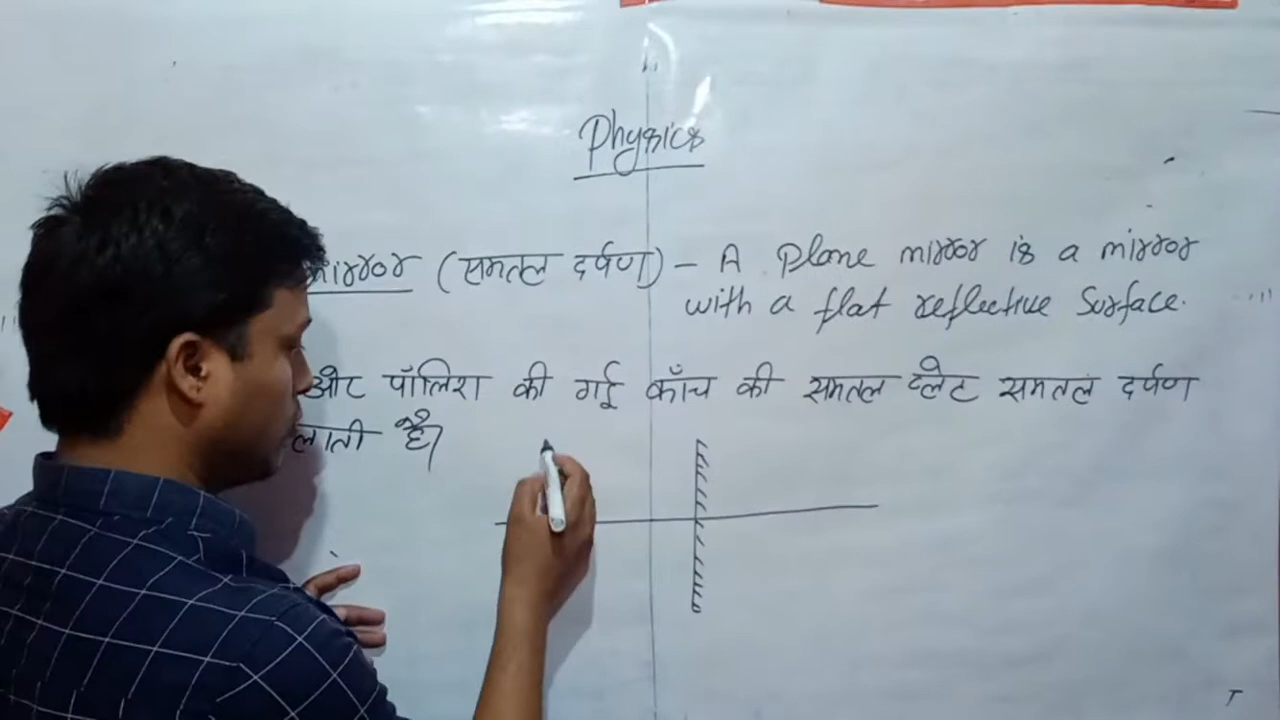 Physics
mirror (समतल दर्पण) – A Plane mirror is a mirror
with a flat reflective Surface.
ओर पॉलिश की गई काँच की समतल प्लेट समतल दर्पण
लाती है।